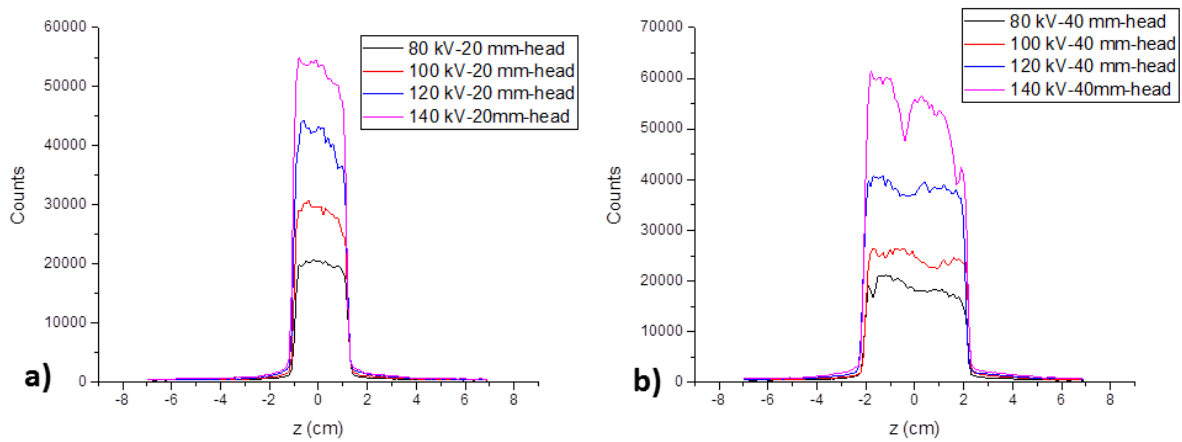 60000
50000
40000
30000
20000
10000
0
Counts
-8 -6 -4 -2 0 2 4 6 8
z (cm)
80 kV-20 mm-head
100 kV-20 mm-head
120 kV-20 mm-head
140 kV-20mm-head
a)
70000
60000
50000
40000
30000
20000
10000
0
Counts
-8 -6 -4 -2 0 2 4 6 8
z (cm)
80 kV-40 mm-head
100 kV-40 mm-head
120 kV-40 mm-head
140 kV-40mm-head
b)